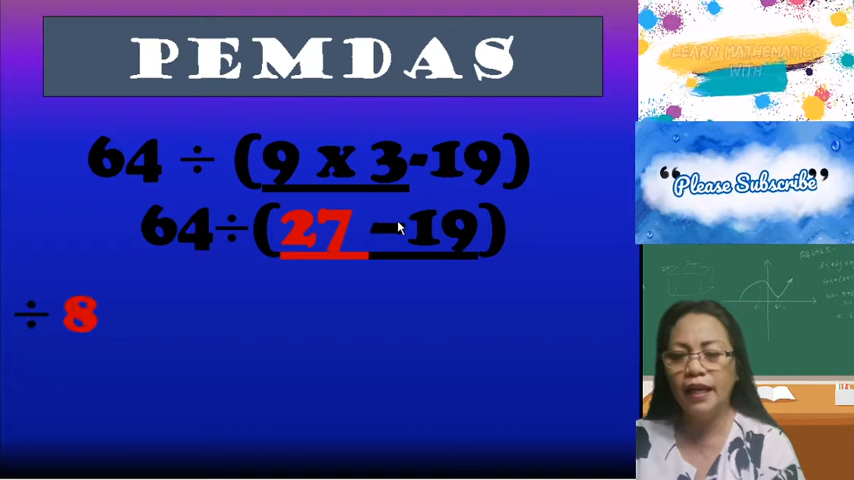 PEMDAS
64 ÷ (9 x 3-19)
64÷(27 -19)
÷ 8
LEARN MATHEMATICS
WITH
“Please Subscribe”